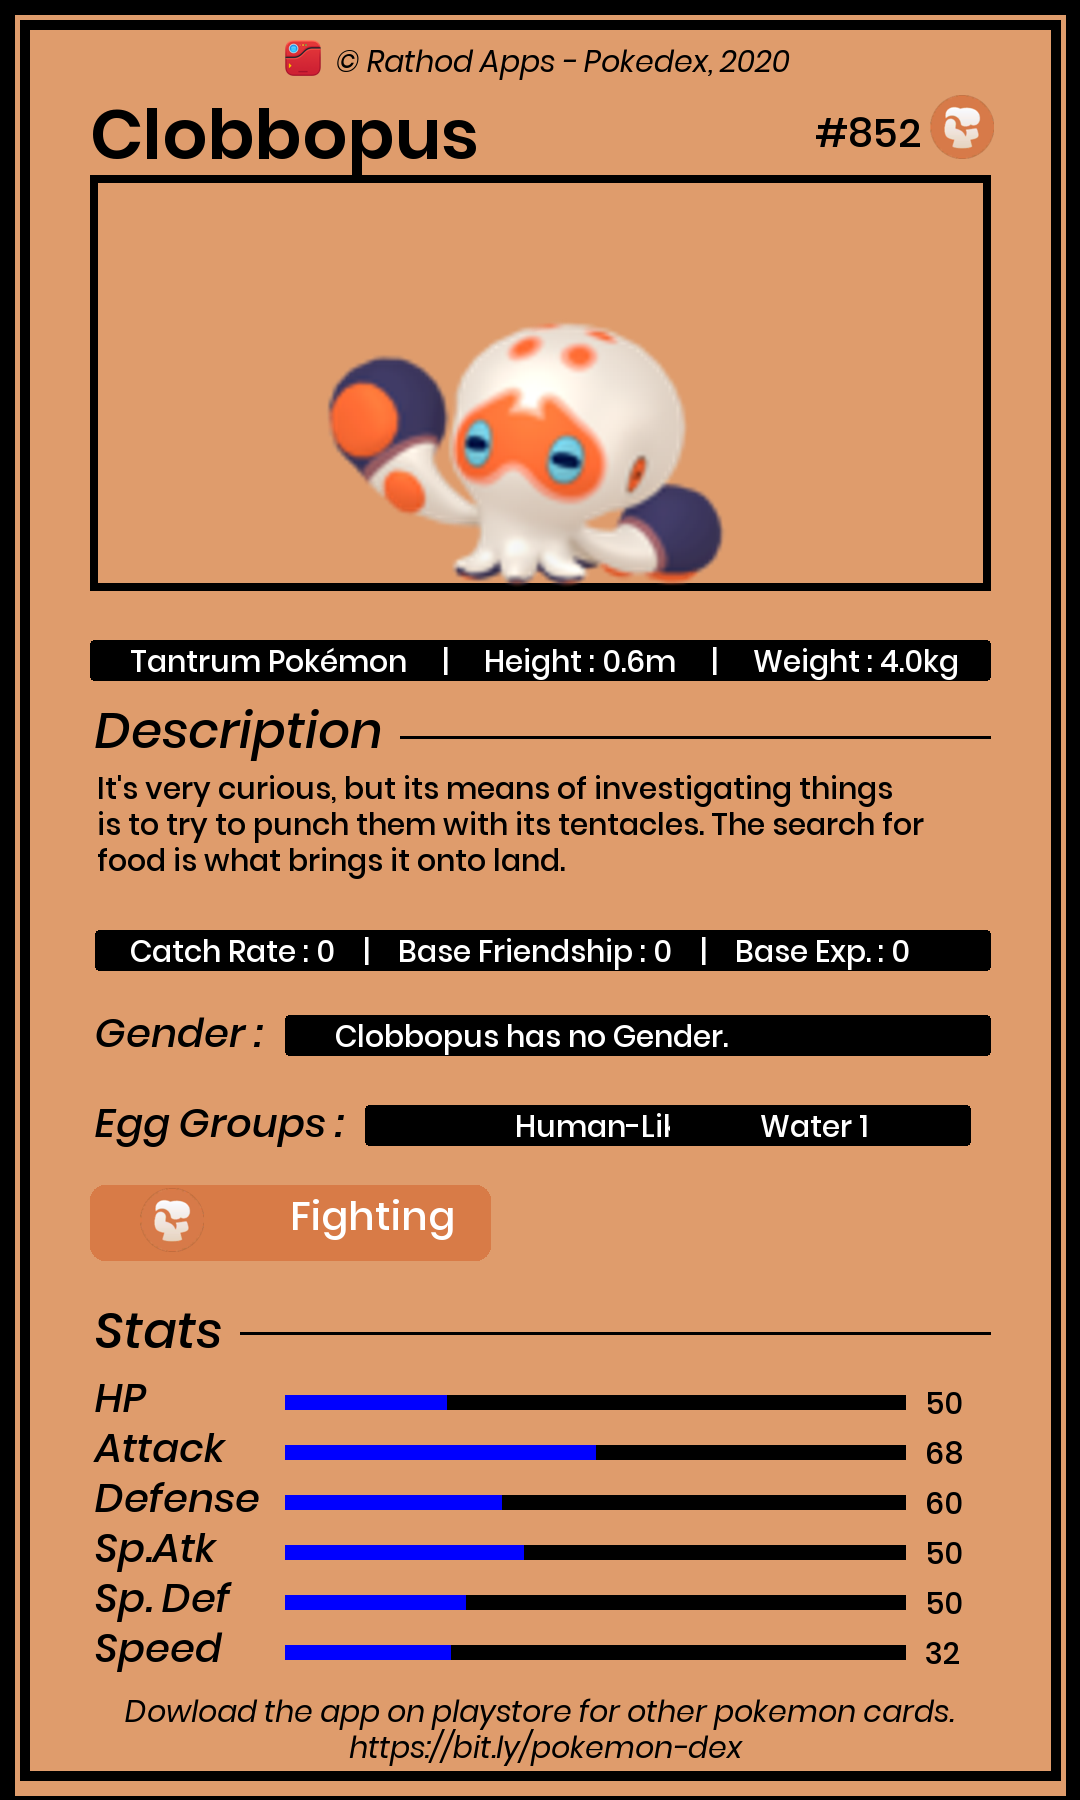 © Rathod Apps - Pokedex, 2020
Clobbopus
#852
Tantrum Pokémon | Height : 0.6m | Weight : 4.0kg
Description
It's very curious, but its means of investigating things
is to try to punch them with its tentacles. The search for
food is what brings it onto land.
Catch Rate : 0 | Base Friendship : 0 | Base Exp. : 0
Gender : Clobbopus has no Gender.
Egg Groups : Human-Lik Water 1
Fighting
Stats
HP 50
Attack 68
Defense 60
Sp.Atk 50
Sp. Def 50
Speed 32
Dowload the app on playstore for other pokemon cards.
https://bit.ly/pokemon-dex